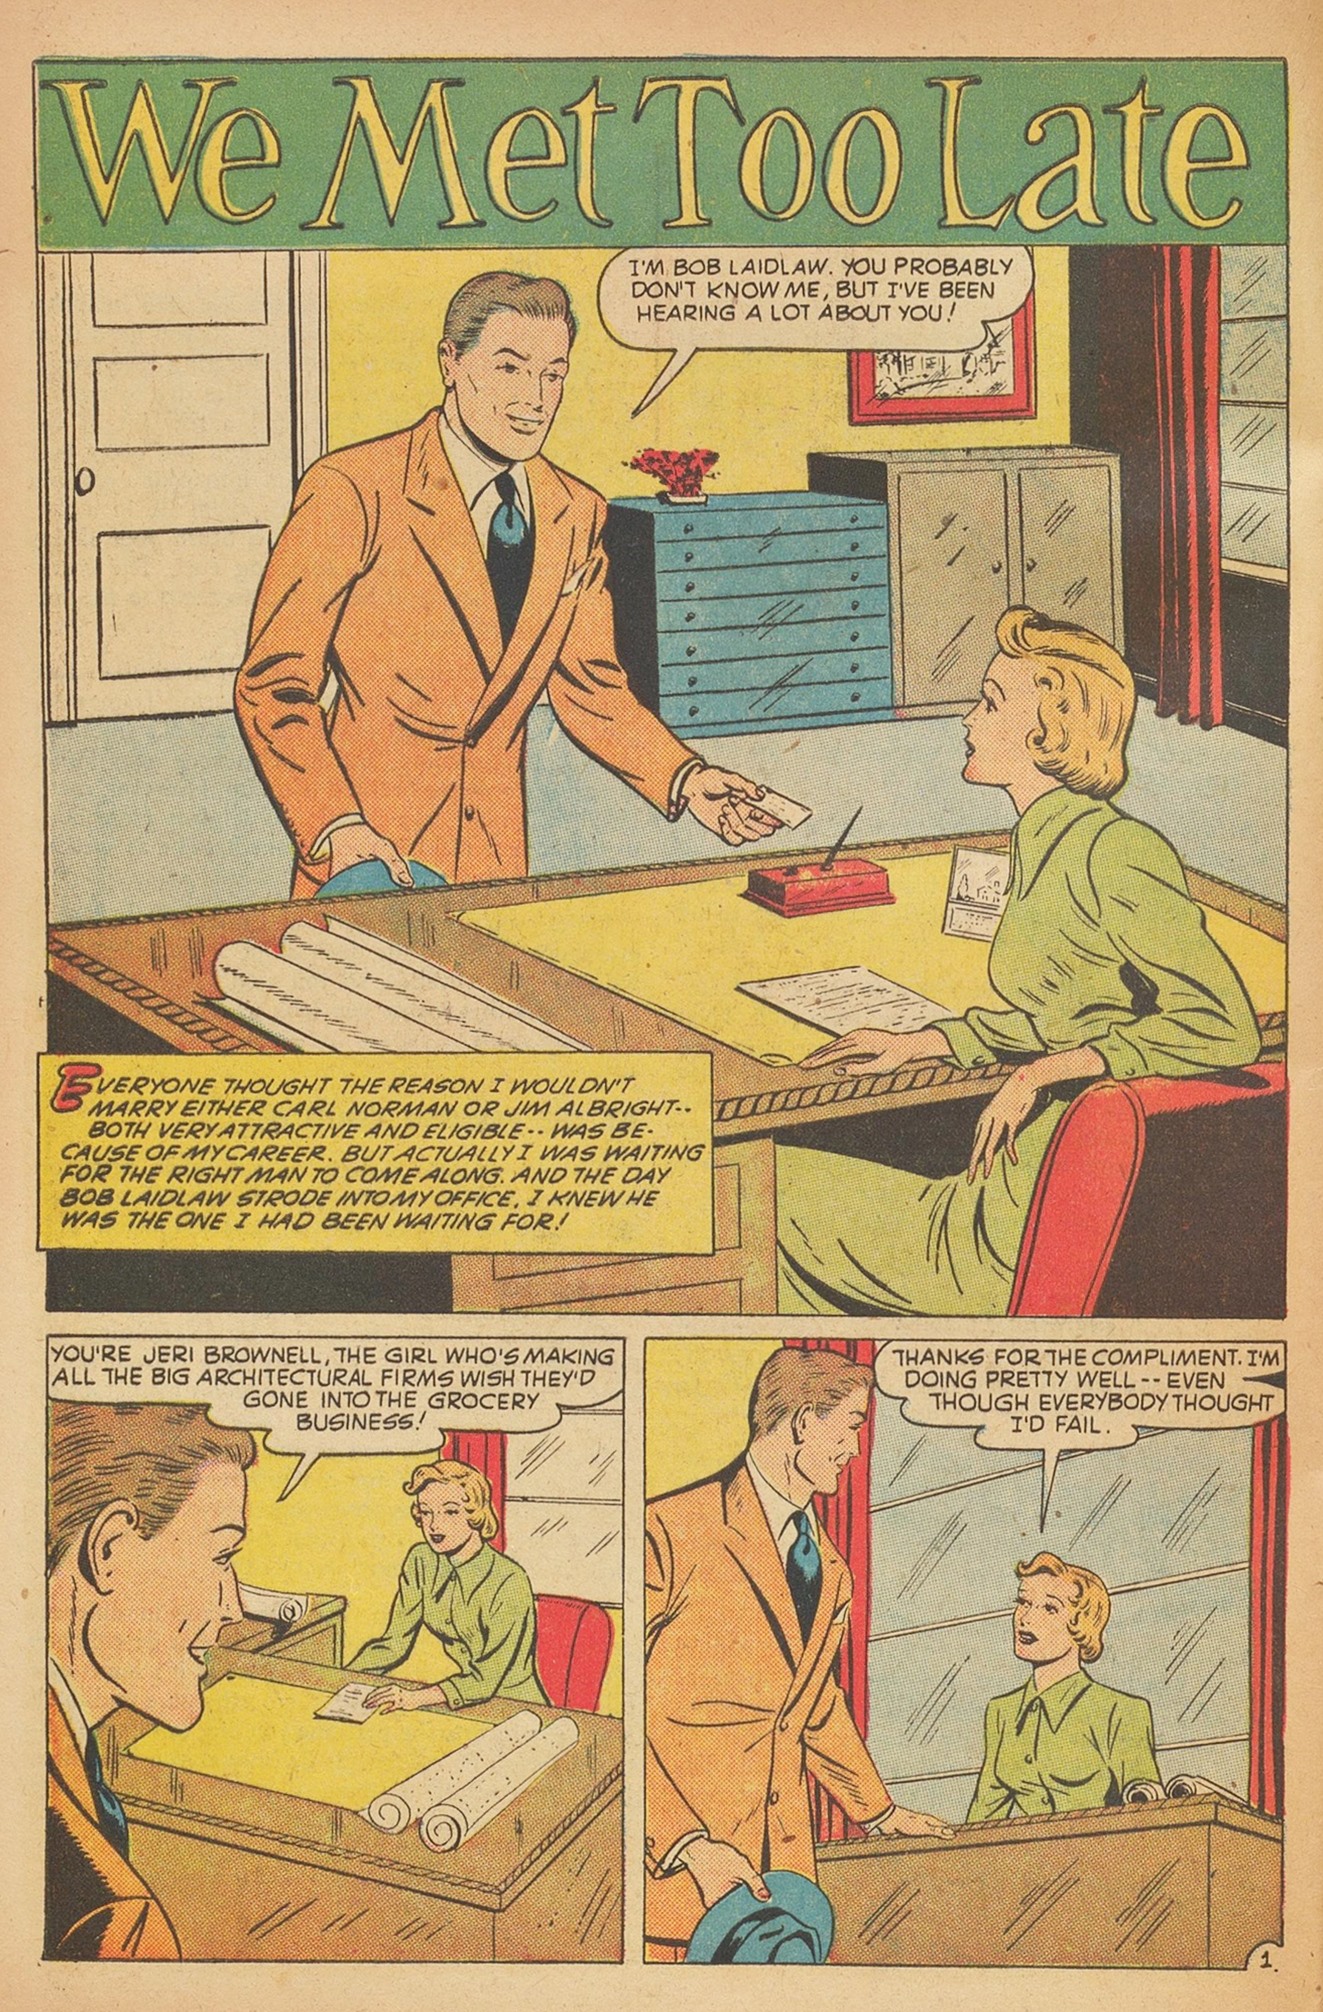 We Met Too Late
I'M BOB LAIDLAW. YOU PROBABLY
DON'T KNOW ME, BUT I'VE BEEN
HEARING A LOT ABOUT YOU!
EVERYONE THOUGHT THE REASON I WOULDN'T
MARRY EITHER CARL NORMAN OR JIM ALBRIGHT--
BOTH VERY ATTRACTIVE AND ELIGIBLE-- WAS BE-
CAUSE OF MY CAREER. BUT ACTUALLY I WAS WAITING
FOR THE RIGHT MAN TO COME ALONG. AND THE DAY
BOB LAIDLAW STRODE INTO MY OFFICE, I KNEW HE
WAS THE ONE I HAD BEEN WAITING FOR!
YOU'RE JERI BROWNELL, THE GIRL WHO'S MAKING
ALL THE BIG ARCHITECTURAL FIRMS WISH THEY'D
GONE INTO THE GROCERY
BUSINESS!
THANKS FOR THE COMPLIMENT. I'M
DOING PRETTY WELL-- EVEN
THOUGH EVERYBODY THOUGHT
I'D FAIL.
1.